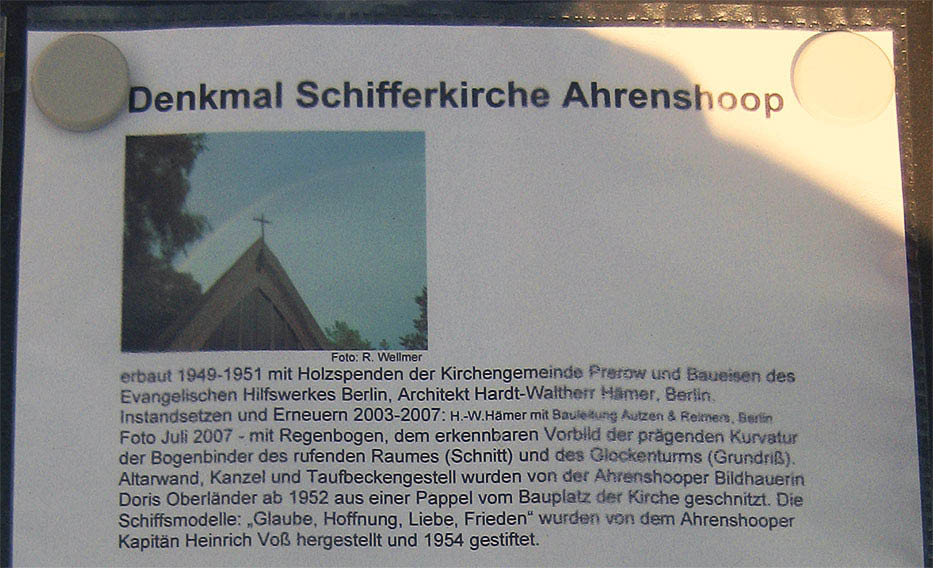 Denkmal Schifferkirche Ahrenshoop
Foto: R. Wellmer
erbaut 1949-1951 mit Holzspenden der Kirchengemeinde Prerow und Baueisen des
Evangelischen Hilfswerkes Berlin, Architekt Hardt-Waltherr Hämer, Berlin.
Instandsetzen und Erneuern 2003-2007: H.-W.Hämer mit Bauleitung Autzen & Reimers, Berlin
Foto Juli 2007 - mit Regenbogen, dem erkennbaren Vorbild der prägenden Kurvatur
der Bogenbinder des rufenden Raumes (Schnitt) und des Glockenturms (Grundriß).
Altarwand, Kanzel und Taufbeckengestell wurden von der Ahrenshooper Bildhauerin
Doris Oberländer ab 1952 aus einer Pappel vom Bauplatz der Kirche geschnitzt. Die
Schiffsmodelle: „Glaube, Hoffnung, Liebe, Frieden“ wurden von dem Ahrenshooper
Kapitän Heinrich Voß hergestellt und 1954 gestiftet.